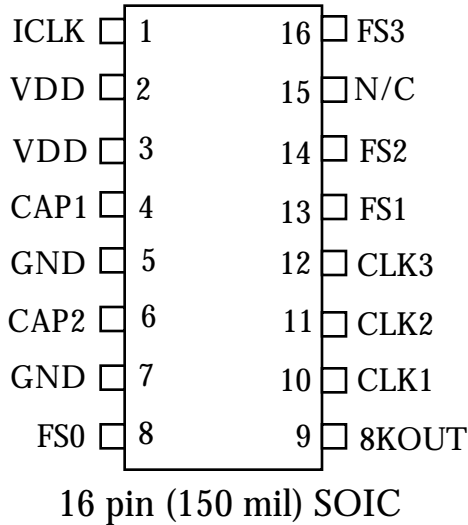 ICLK 1 16 FS3
VDD 2 15 N/C
VDD 3 14 FS2
CAP1 4 13 FS1
GND 5 12 CLK3
CAP2 6 11 CLK2
GND 7 10 CLK1
FS0 8 9 8KOUT
16 pin (150 mil) SOIC